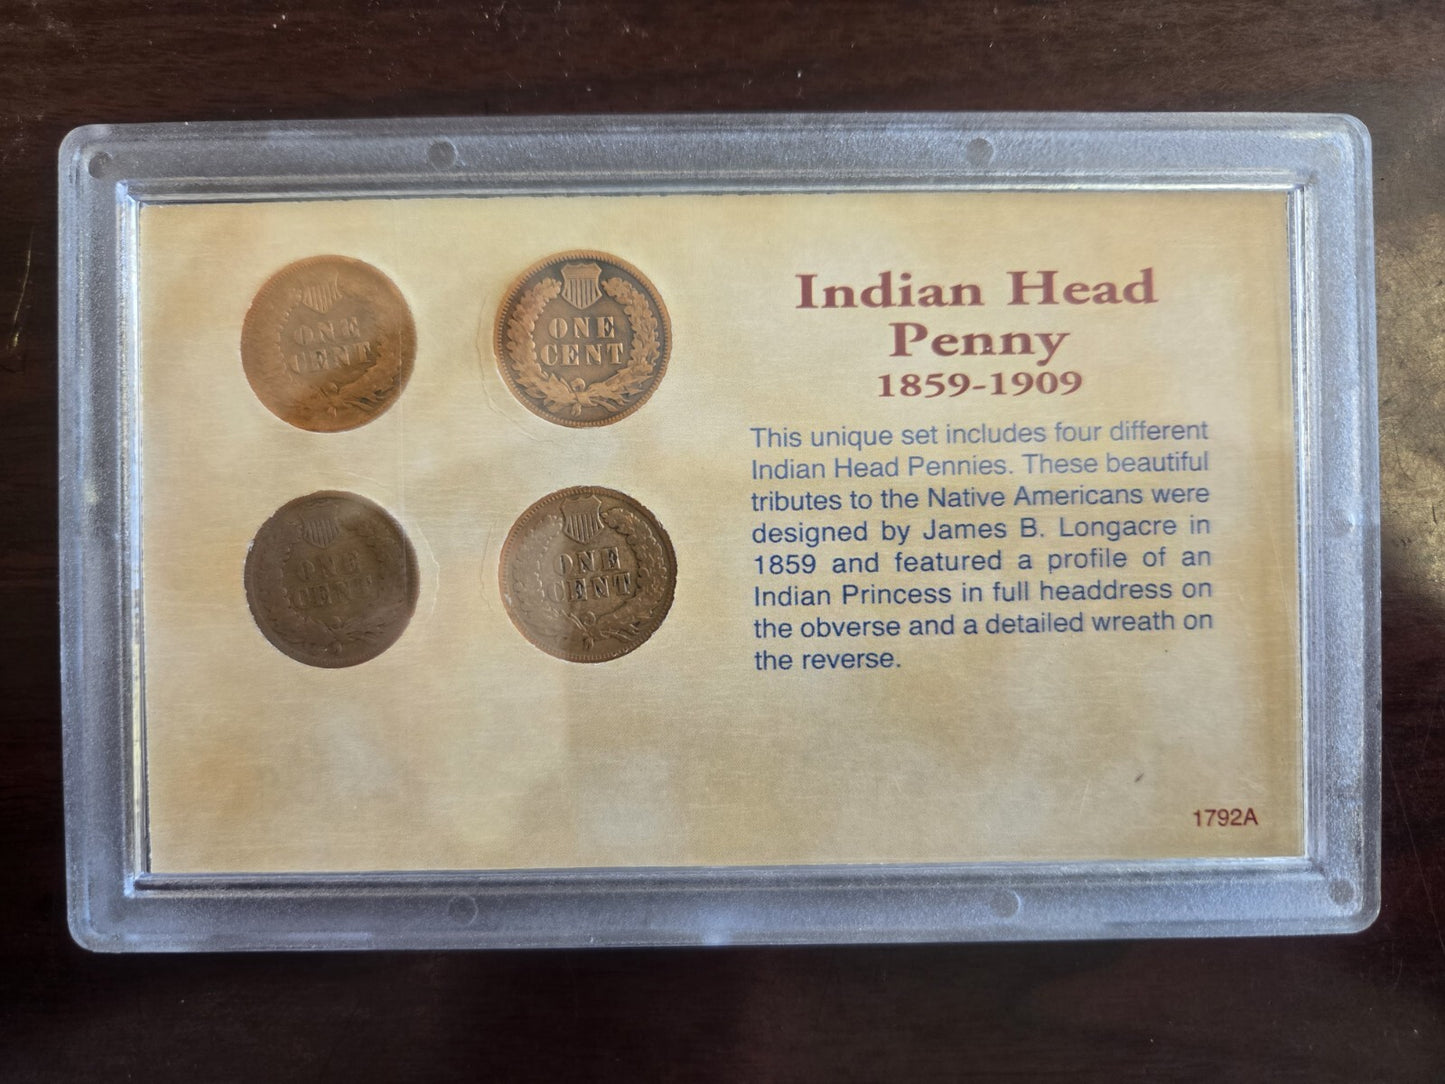 ONE
CENT
ONE
CENT
ONE
CENT
ONE
CENT
Indian Head
Penny
1859-1909
This unique set includes four different
Indian Head Pennies. These beautiful
tributes to the Native Americans were
designed by James B. Longacre in
1859 and featured a profile of an
Indian Princess in full headdress on
the obverse and a detailed wreath on
the reverse.
1792A